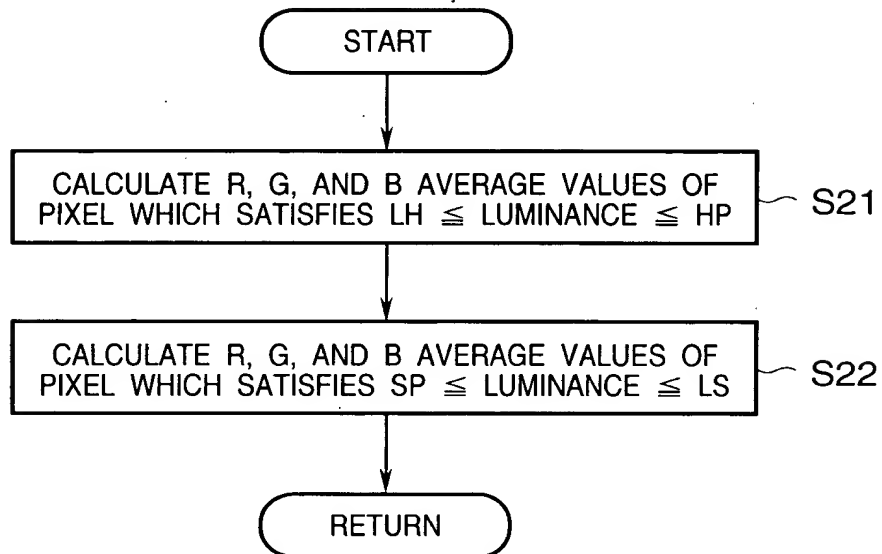 START
CALCULATE R, G, AND B AVERAGE VALUES OF
PIXEL WHICH SATISFIES LH ≦ LUMINANCE ≦ HP
S21
CALCULATE R, G, AND B AVERAGE VALUES OF
PIXEL WHICH SATISFIES SP ≦ LUMINANCE ≦ LS
S22
RETURN